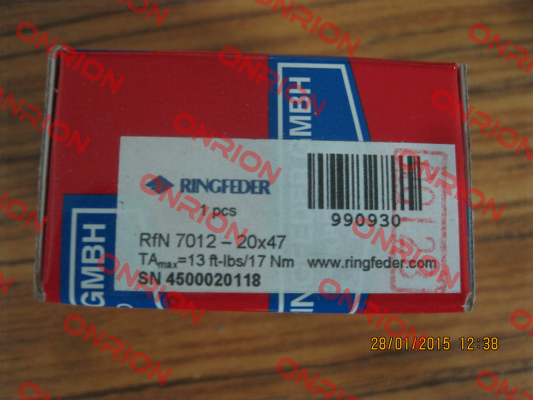 RINGFEDER
1 pcs
990930
RfN 7012 – 20x47
TAmax=13 ft-lbs/17 Nm www.ringfeder.com
SN 4500020118
GMBH
GMBH
28/01/2015 12:38
ONRION